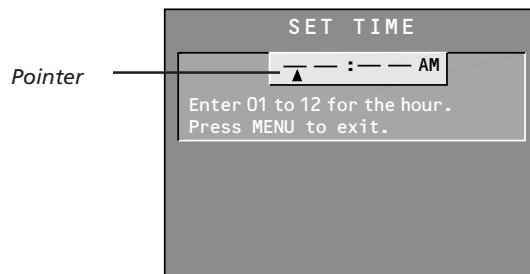 SET TIME
Pointer
— — : — — AM
Enter 01 to 12 for the hour.
Press MENU to exit.